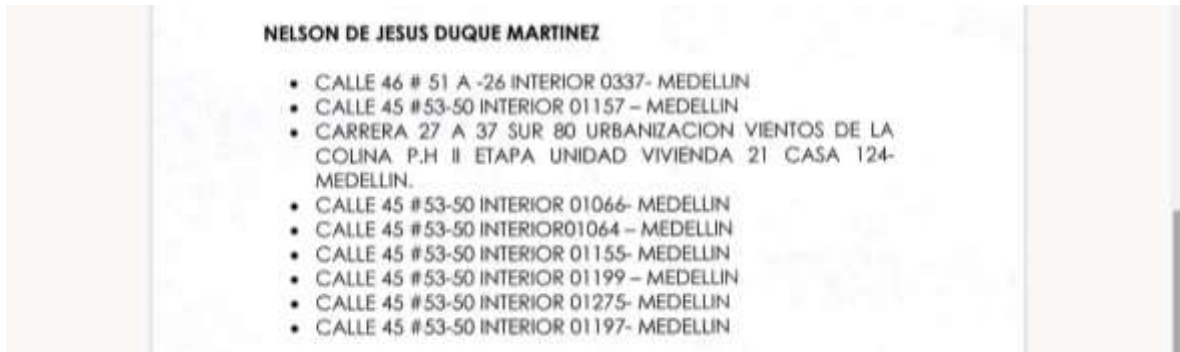 NELSON DE JESUS DUQUE MARTINEZ
• CALLE 46 # 51 A -26 INTERIOR 0337- MEDELLIN
• CALLE 45 #53-50 INTERIOR 01157 – MEDELLIN
• CARRERA 27 A 37 SUR 80 URBANIZACION VIENTOS DE LA
COLINA P.H II ETAPA UNIDAD VIVIENDA 21 CASA 124-
MEDELLIN.
• CALLE 45 #53-50 INTERIOR 01066- MEDELLIN
• CALLE 45 #53-50 INTERIOR01064 – MEDELLIN
• CALLE 45 #53-50 INTERIOR 01155- MEDELLIN
• CALLE 45 #53-50 INTERIOR 01199 – MEDELLIN
• CALLE 45 #53-50 INTERIOR 01275- MEDELLIN
• CALLE 45 #53-50 INTERIOR 01197- MEDELLIN